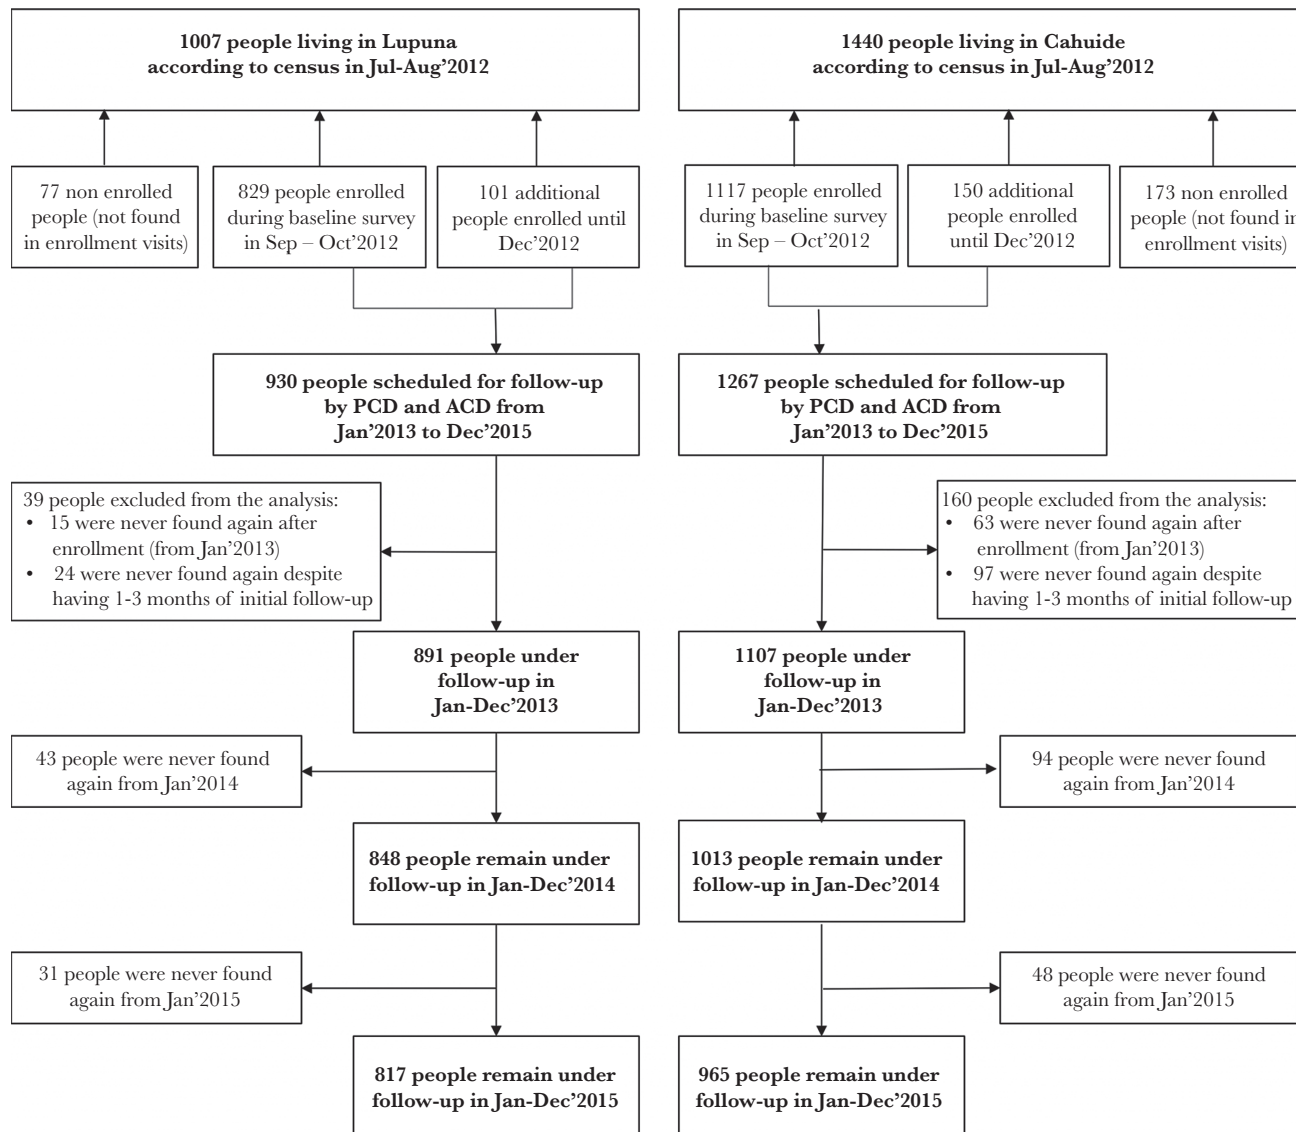 1007 people living in Lupuna
according to census in Jul-Aug’2012
1440 people living in Cahuide
according to census in Jul-Aug’2012
77 non enrolled
people (not found
in enrollment visits)
829 people enrolled
during baseline survey
in Sep – Oct’2012
101 additional
people enrolled until
Dec’2012
1117 people enrolled
during baseline survey
in Sep – Oct’2012
150 additional
people enrolled
until Dec’2012
173 non enrolled
people (not found in
enrollment visits)
930 people scheduled for follow-up
by PCD and ACD from
Jan’2013 to Dec’2015
1267 people scheduled for follow-up
by PCD and ACD from
Jan’2013 to Dec’2015
39 people excluded from the analysis:
• 15 were never found again after
enrollment (from Jan’2013)
• 24 were never found again despite
having 1-3 months of initial follow-up
160 people excluded from the analysis:
• 63 were never found again after
enrollment (from Jan’2013)
• 97 were never found again despite
having 1-3 months of initial follow-up
891 people under
follow-up in
Jan-Dec’2013
1107 people under
follow-up in
Jan-Dec’2013
43 people were never found
again from Jan’2014
94 people were never found
again from Jan’2014
848 people remain under
follow-up in Jan-Dec’2014
1013 people remain under
follow-up in Jan-Dec’2014
31 people were never found
again from Jan’2015
48 people were never found
again from Jan’2015
817 people remain under
follow-up in Jan-Dec’2015
965 people remain under
follow-up in Jan-Dec’2015